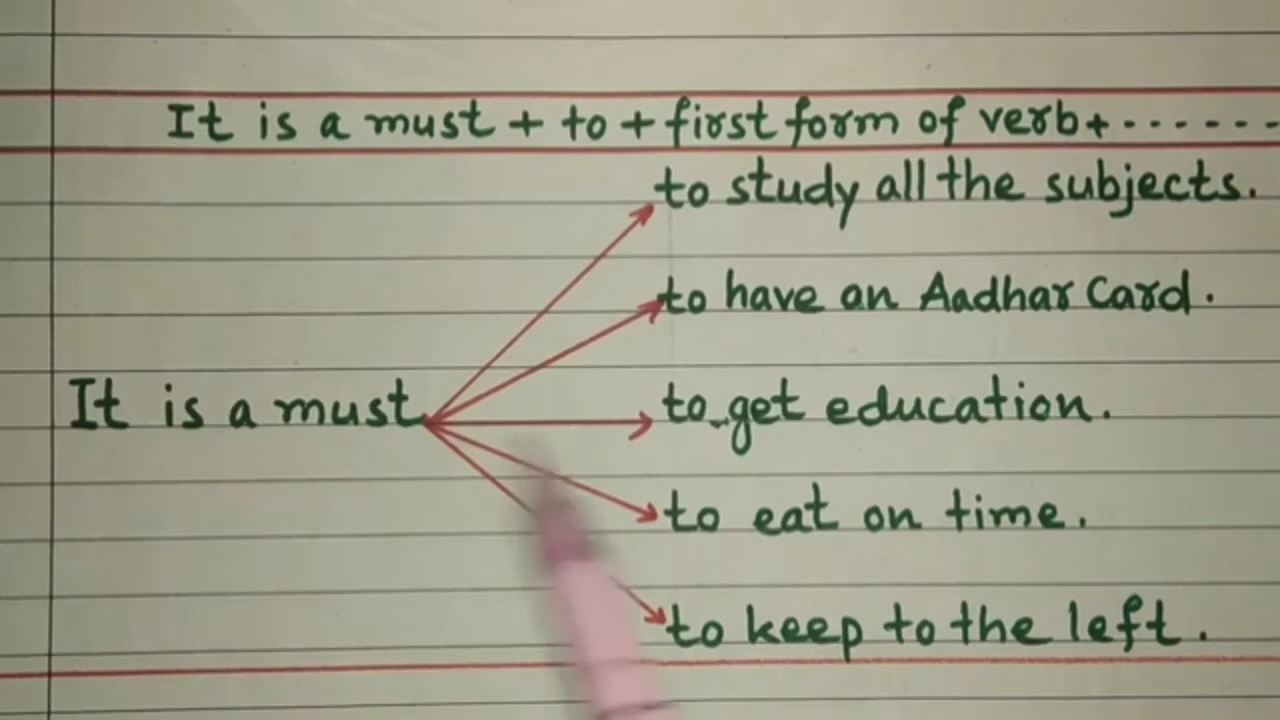 It is a must + to + first form of verb + - - - - - -
to study all the subjects.
to have an Aadhar Card.
It is a must to get education.
to eat on time.
to keep to the left.